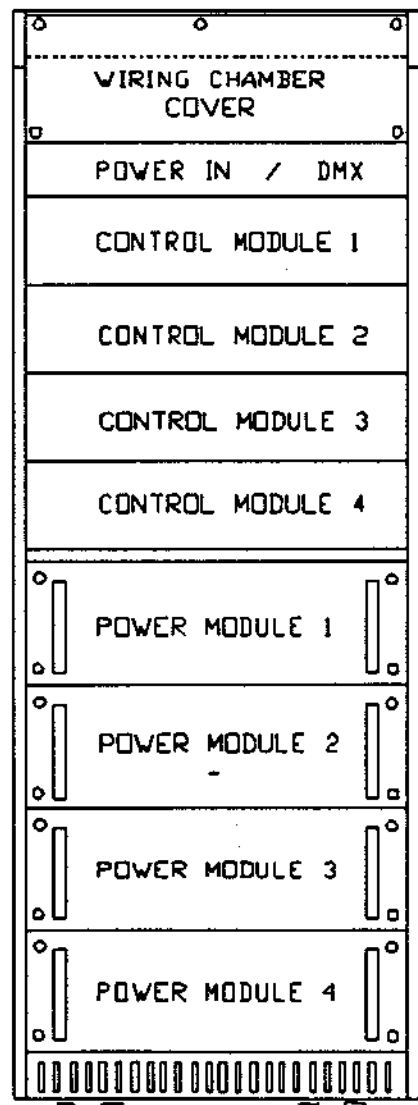 WIRING CHAMBER
COVER
POWER IN / DMX
CONTROL MODULE 1
CONTROL MODULE 2
CONTROL MODULE 3
CONTROL MODULE 4
POWER MODULE 1
POWER MODULE 2
POWER MODULE 3
POWER MODULE 4